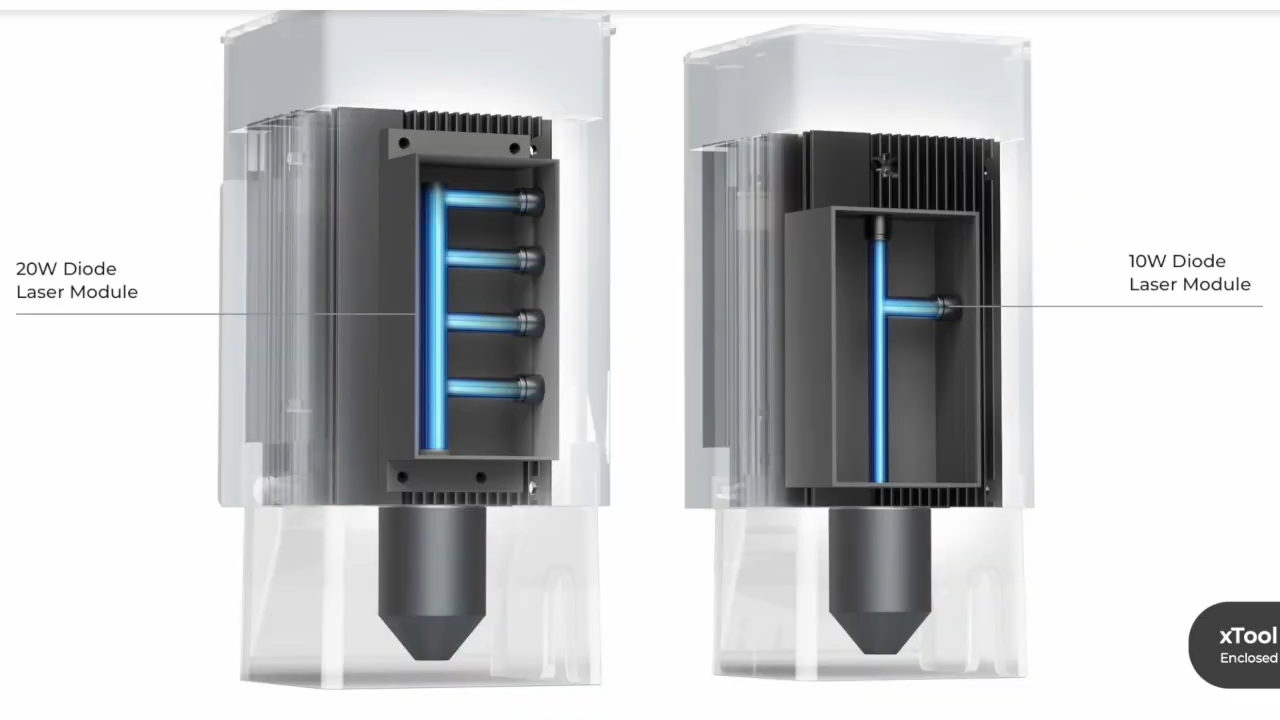 20W Diode
Laser Module
10W Diode
Laser Module
xTool
Enclosed